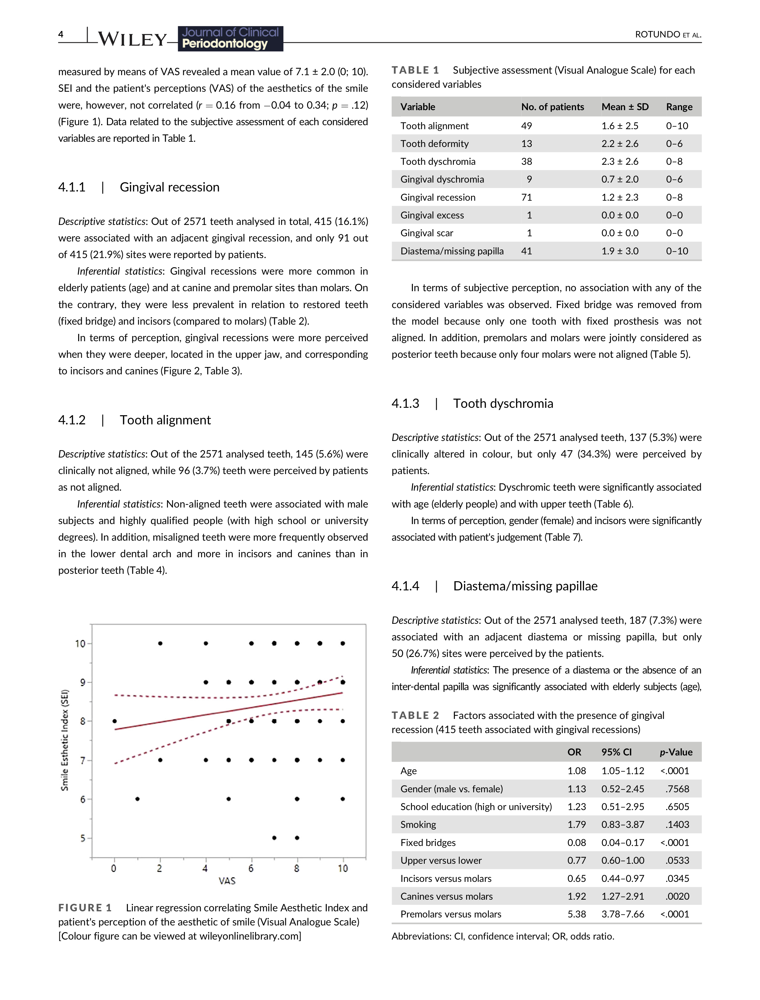 4
WILEY
Journal of Clinical
Periodontology
ROTUNDO ET AL.
measured by means of VAS revealed a mean value of 7.1 ± 2.0 (0; 10).
SEI and the patient's perceptions (VAS) of the aesthetics of the smile
were, however, not correlated (r = 0.16 from −0.04 to 0.34; p = .12)
(Figure 1). Data related to the subjective assessment of each considered
variables are reported in Table 1.
4.1.1 | Gingival recession
Descriptive statistics: Out of 2571 teeth analysed in total, 415 (16.1%)
were associated with an adjacent gingival recession, and only 91 out
of 415 (21.9%) sites were reported by patients.
Inferential statistics: Gingival recessions were more common in
elderly patients (age) and at canine and premolar sites than molars. On
the contrary, they were less prevalent in relation to restored teeth
(fixed bridge) and incisors (compared to molars) (Table 2).
In terms of perception, gingival recessions were more perceived
when they were deeper, located in the upper jaw, and corresponding
to incisors and canines (Figure 2, Table 3).
4.1.2 | Tooth alignment
Descriptive statistics: Out of the 2571 analysed teeth, 145 (5.6%) were
clinically not aligned, while 96 (3.7%) teeth were perceived by patients
as not aligned.
Inferential statistics: Non-aligned teeth were associated with male
subjects and highly qualified people (with high school or university
degrees). In addition, misaligned teeth were more frequently observed
in the lower dental arch and more in incisors and canines than in
posterior teeth (Table 4).
Smile Esthetic Index (SEI)
10
9
8
7
6
5
0 2 4 6 8 10
VAS
FIGURE 1 Linear regression correlating Smile Aesthetic Index and
patient's perception of the aesthetic of smile (Visual Analogue Scale)
[Colour figure can be viewed at wileyonlinelibrary.com]
TABLE 1 Subjective assessment (Visual Analogue Scale) for each
considered variables
Variable No. of patients Mean ± SD Range
Tooth alignment 49 1.6 ± 2.5 0–10
Tooth deformity 13 2.2 ± 2.6 0–6
Tooth dyschromia 38 2.3 ± 2.6 0–8
Gingival dyschromia 9 0.7 ± 2.0 0–6
Gingival recession 71 1.2 ± 2.3 0–8
Gingival excess 1 0.0 ± 0.0 0–0
Gingival scar 1 0.0 ± 0.0 0–0
Diastema/missing papilla 41 1.9 ± 3.0 0–10
In terms of subjective perception, no association with any of the
considered variables was observed. Fixed bridge was removed from
the model because only one tooth with fixed prosthesis was not
aligned. In addition, premolars and molars were jointly considered as
posterior teeth because only four molars were not aligned (Table 5).
4.1.3 | Tooth dyschromia
Descriptive statistics: Out of the 2571 analysed teeth, 137 (5.3%) were
clinically altered in colour, but only 47 (34.3%) were perceived by
patients.
Inferential statistics: Dyschromic teeth were significantly associated
with age (elderly people) and with upper teeth (Table 6).
In terms of perception, gender (female) and incisors were significantly
associated with patient's judgement (Table 7).
4.1.4 | Diastema/missing papillae
Descriptive statistics: Out of the 2571 analysed teeth, 187 (7.3%) were
associated with an adjacent diastema or missing papilla, but only
50 (26.7%) sites were perceived by the patients.
Inferential statistics: The presence of a diastema or the absence of an
inter-dental papilla was significantly associated with elderly subjects (age),
TABLE 2 Factors associated with the presence of gingival
recession (415 teeth associated with gingival recessions)
OR 95% CI p-Value
Age 1.08 1.05–1.12 <.0001
Gender (male vs. female) 1.13 0.52–2.45 .7568
School education (high or university) 1.23 0.51–2.95 .6505
Smoking 1.79 0.83–3.87 .1403
Fixed bridges 0.08 0.04–0.17 <.0001
Upper versus lower 0.77 0.60–1.00 .0533
Incisors versus molars 0.65 0.44–0.97 .0345
Canines versus molars 1.92 1.27–2.91 .0020
Premolars versus molars 5.38 3.78–7.66 <.0001
Abbreviations: CI, confidence interval; OR, odds ratio.